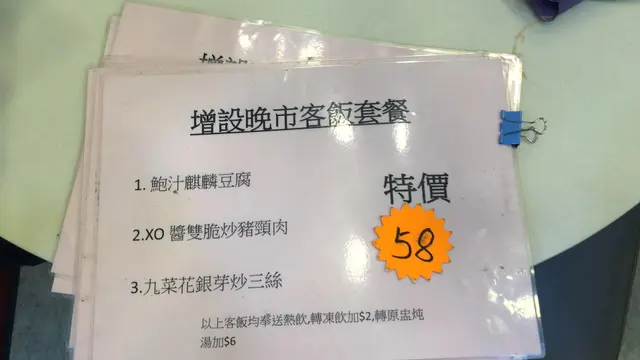 增設晚市客飯套餐
1. 鮑汁麒麟豆腐
特價
2.XO 醬雙脆炒豬頸肉
58
3.九菜花銀芽炒三絲
以上客飯均奉送熱飲,轉凍飲加$2,轉原盅炖
湯加$6